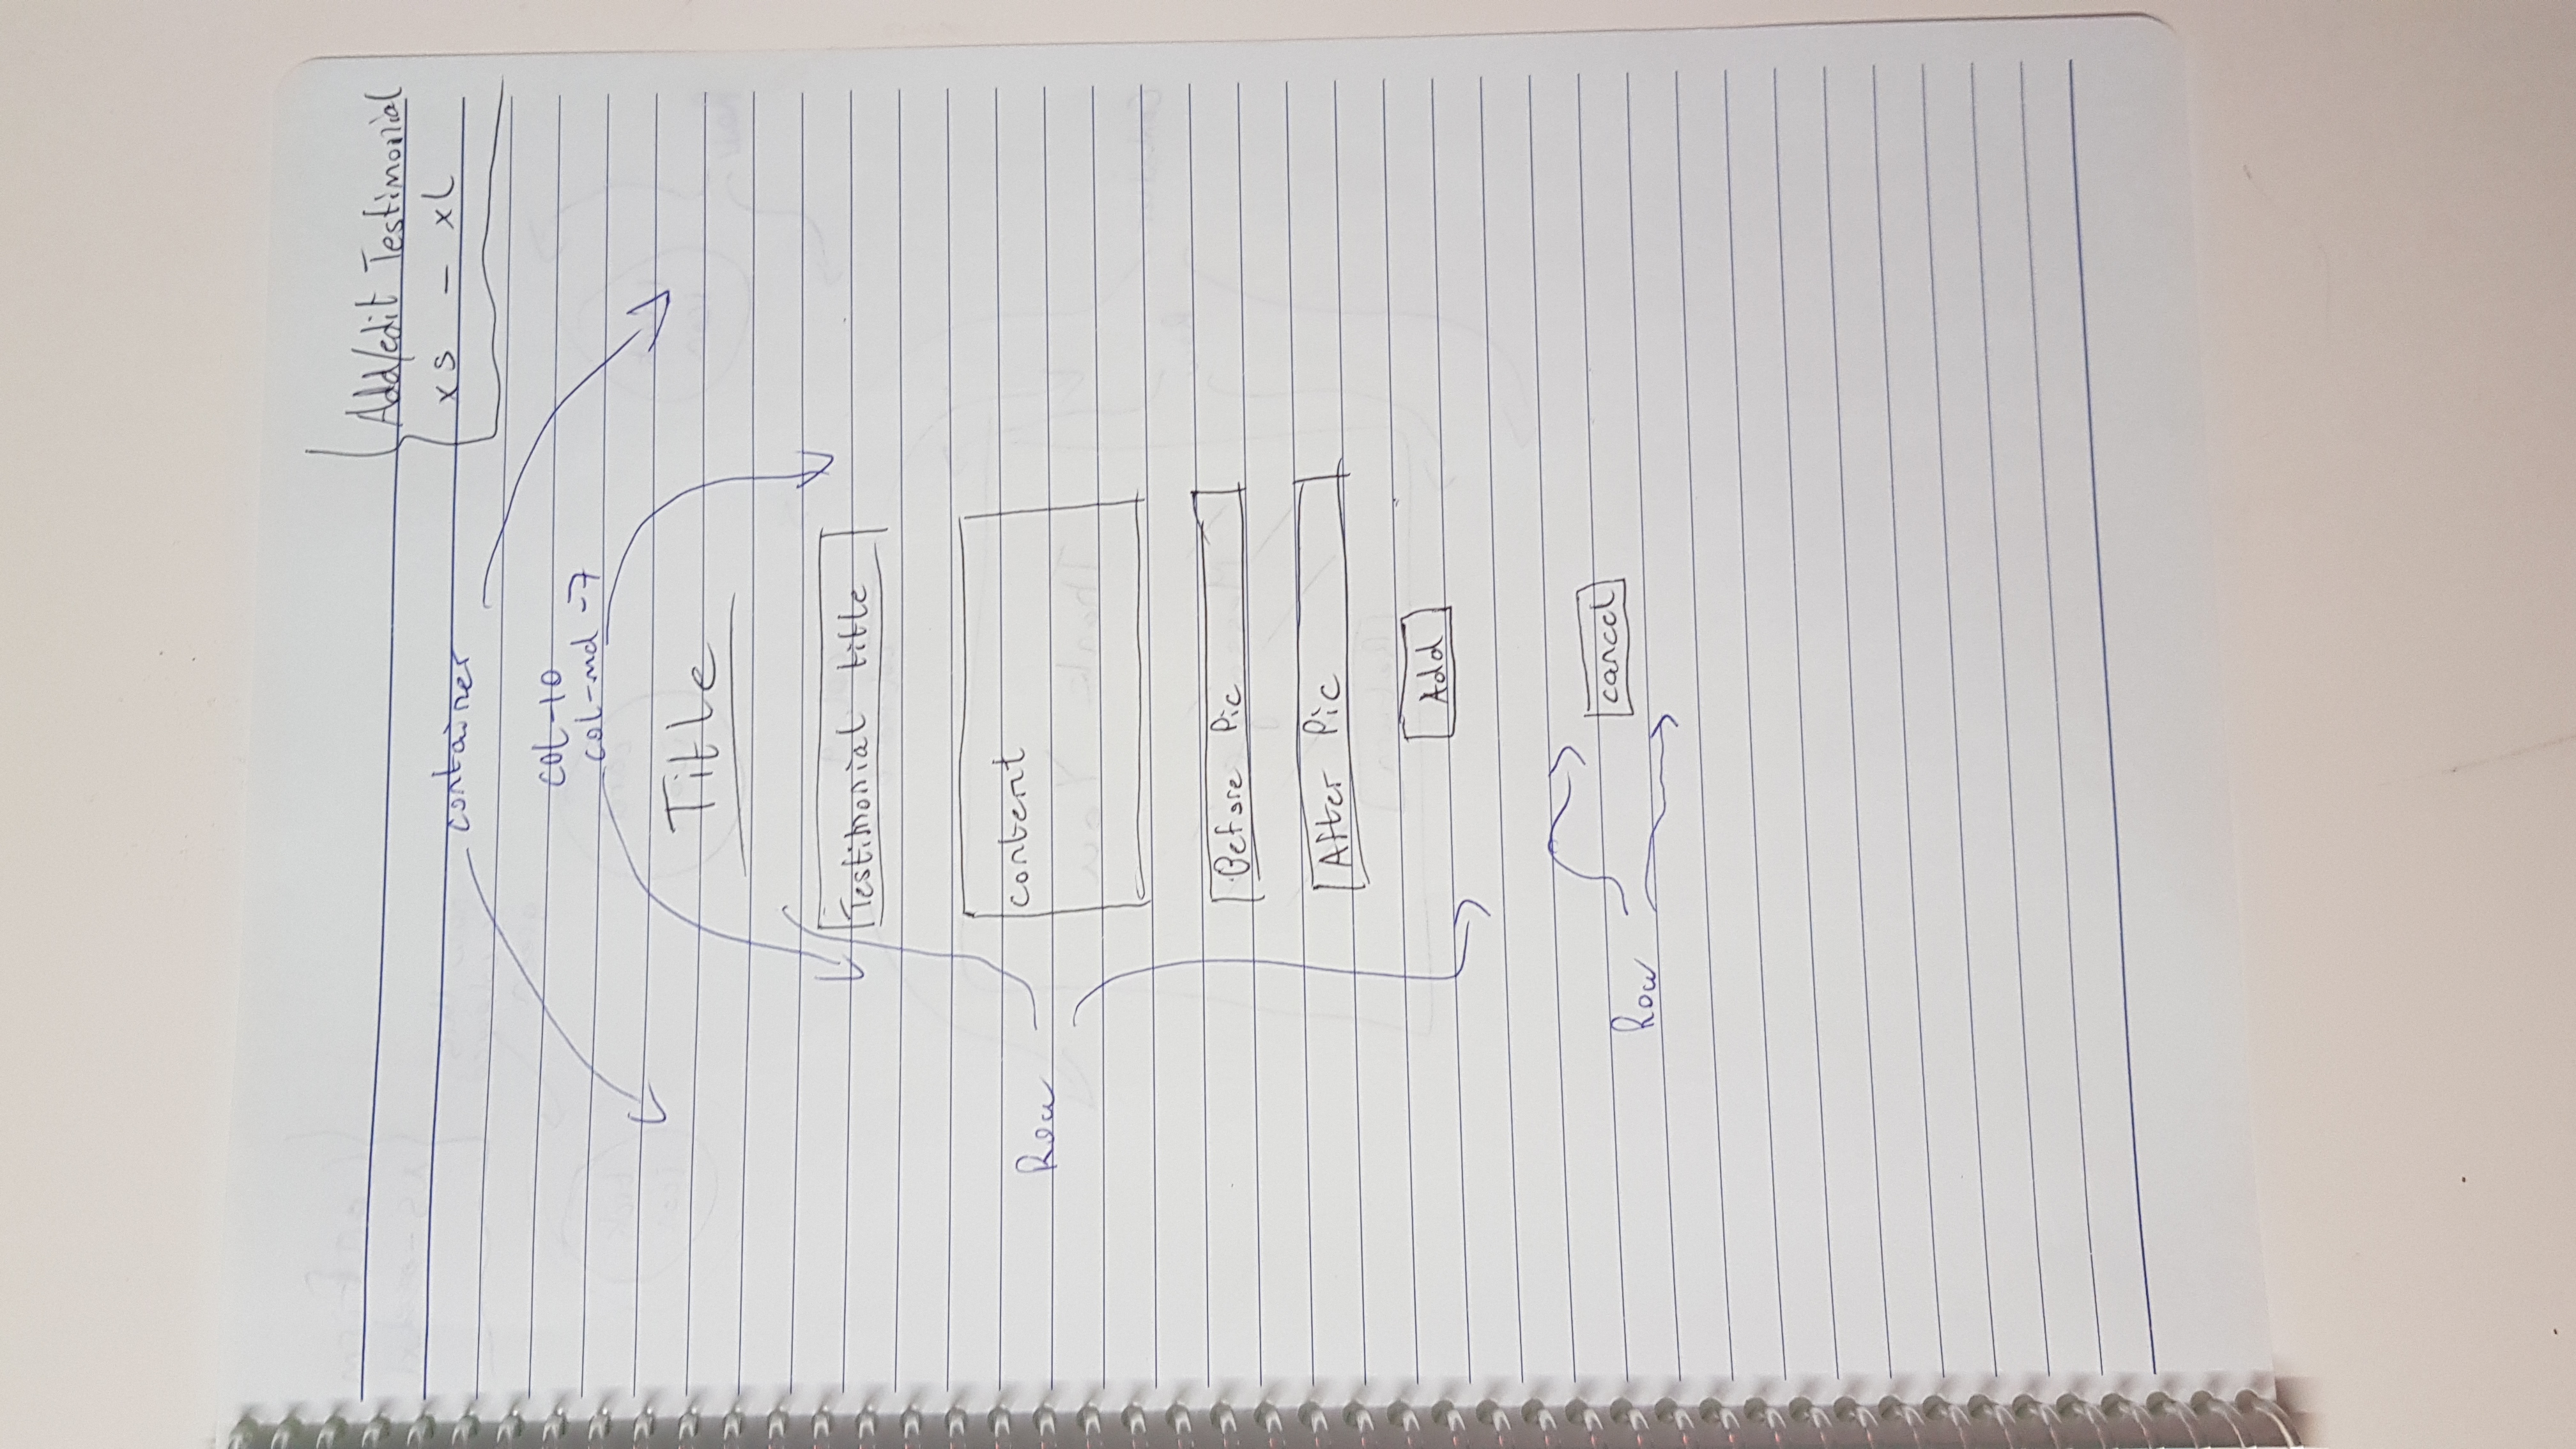 Add/edit Testimonial
xs - xl
container
col-10
col-md-7
Title
Testimonial title
content
Row
Before Pic
After Pic
Add
cancel
Row